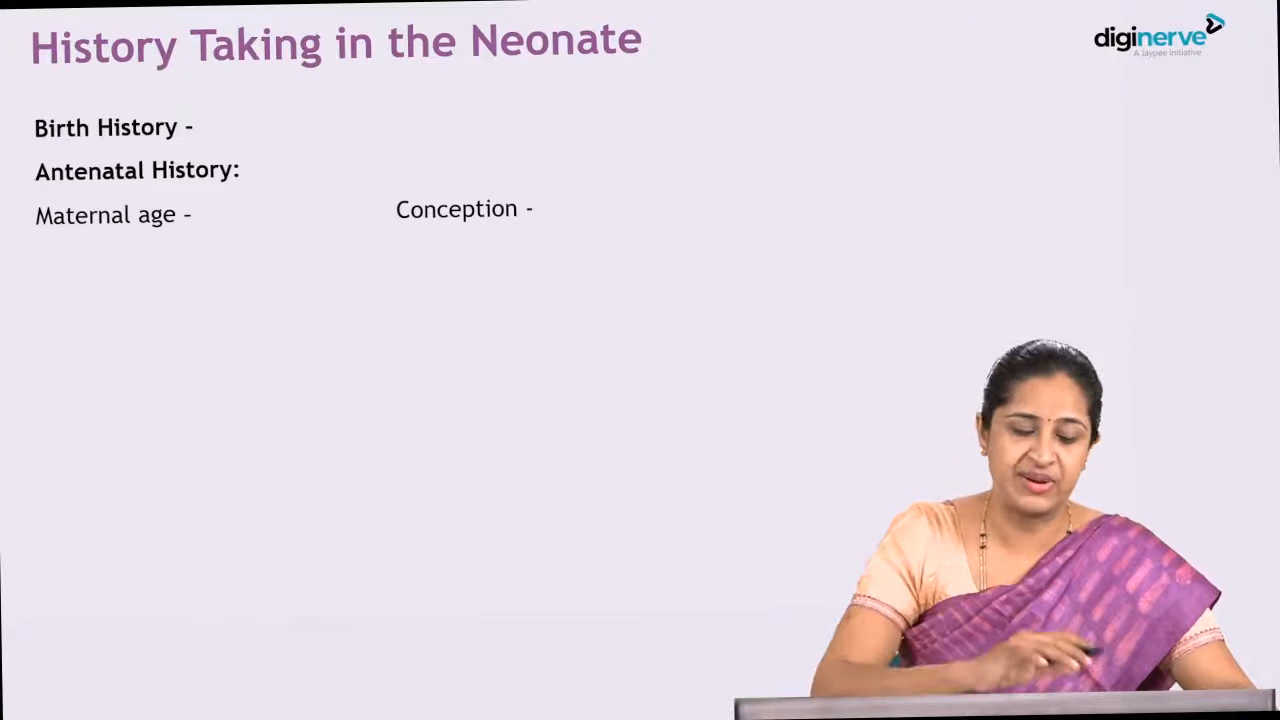 History Taking in the Neonate
diginerve
A Jaypee Initiative
Birth History -
Antenatal History:
Maternal age –
Conception -